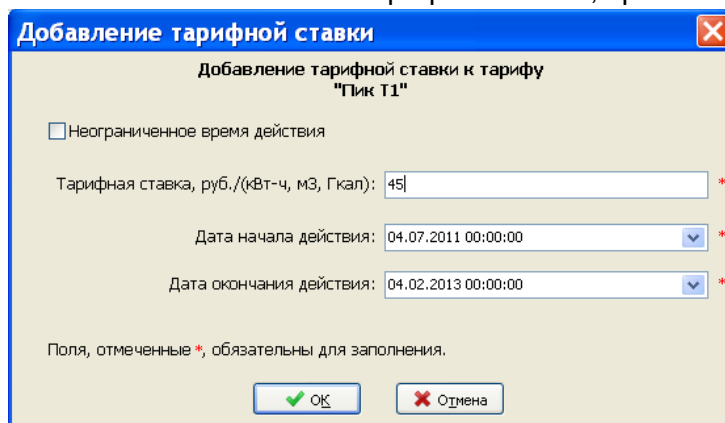 Добавление тарифной ставки
Добавление тарифной ставки к тарифу
"Пик Т1"
Неограниченное время действия
Тарифная ставка, руб./(кВт-ч, м3, Гкал): 45 *
Дата начала действия: 04.07.2011 00:00:00 *
Дата окончания действия: 04.02.2013 00:00:00 *
Поля, отмеченные *, обязательны для заполнения.
ОК Отмена